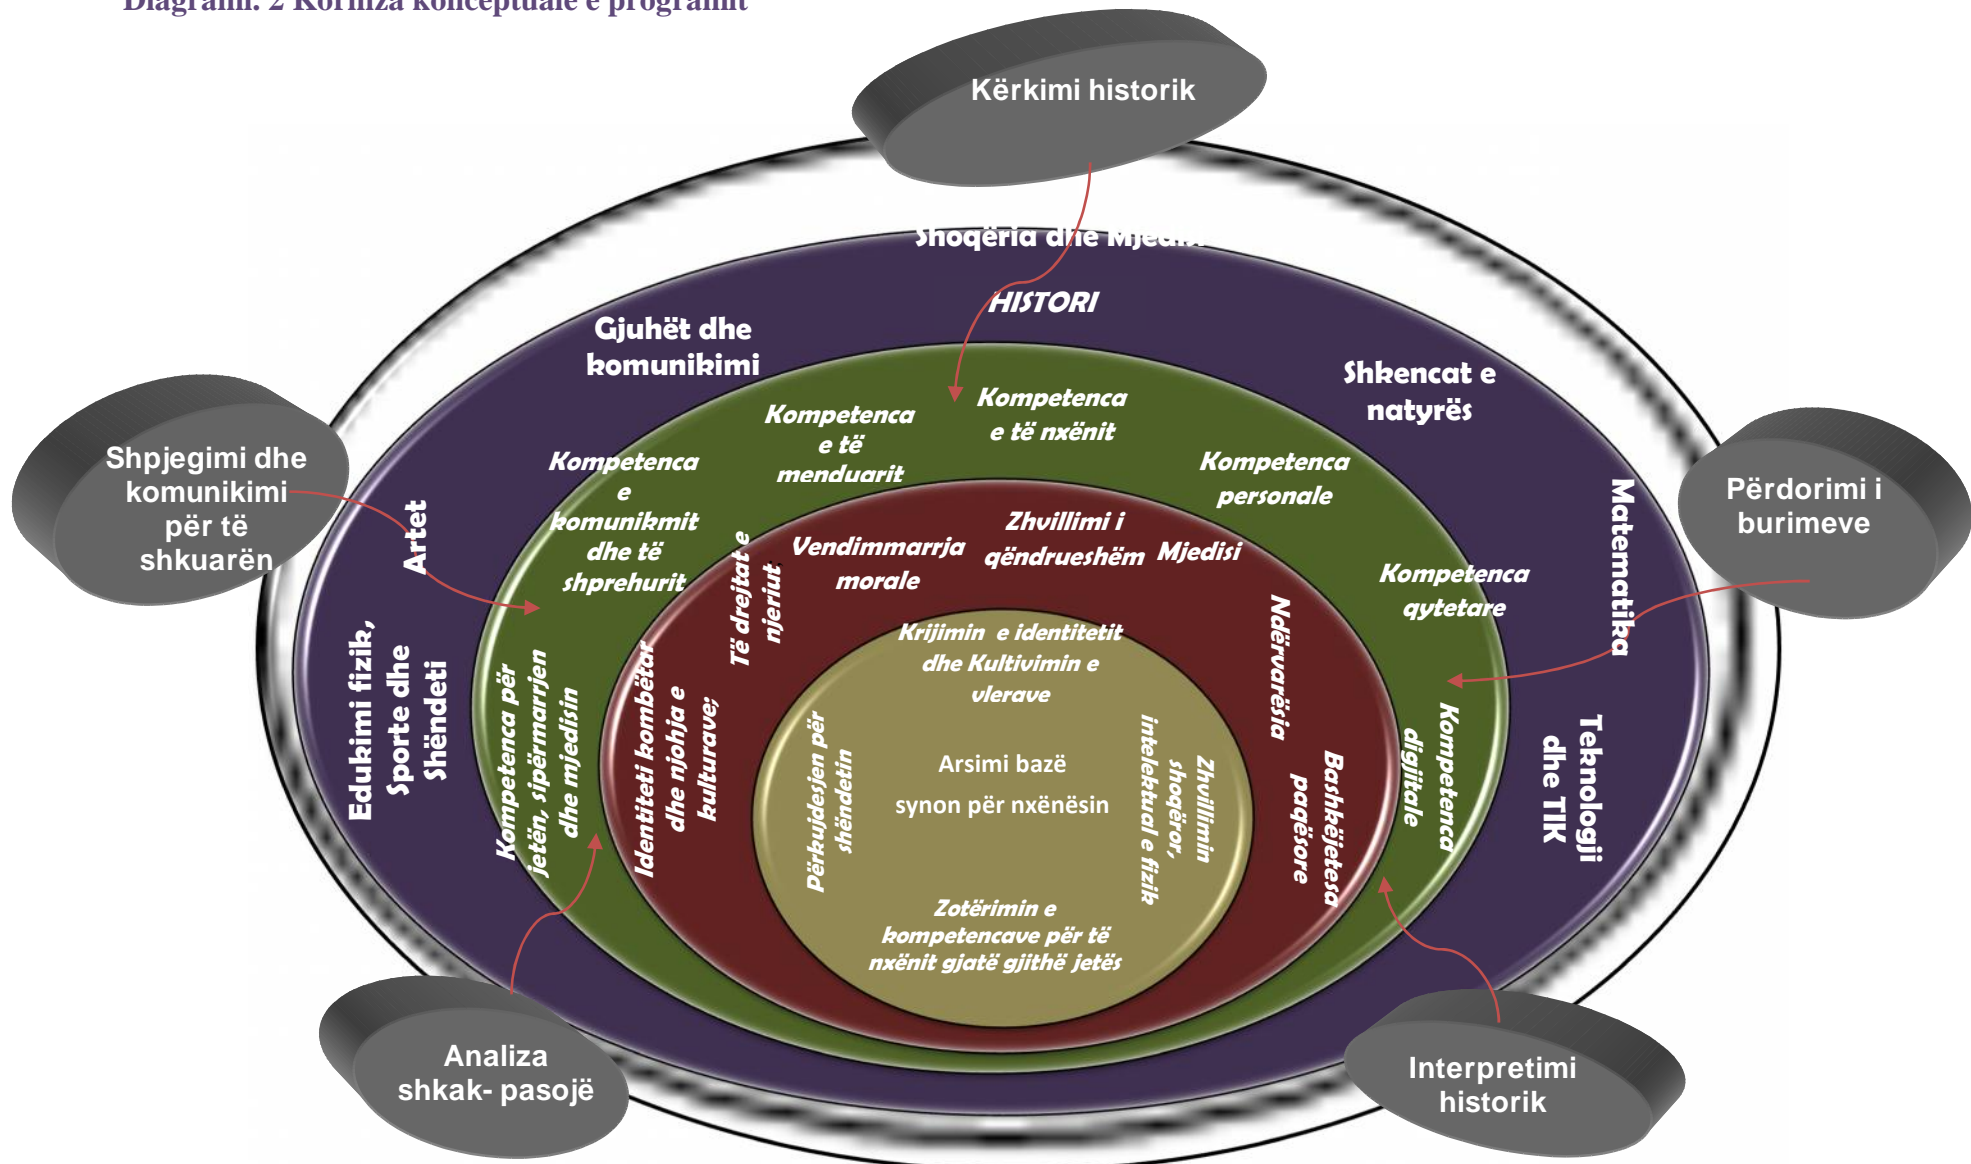 Diagrami. 2 Korniza konceptuale e programit
Kërkimi historik
Shoqëria dhe Mjedisi
HISTORI
Gjuhët dhe
komunikimi
Shkencat e
natyrës
Shpjegimi dhe
komunikimi
për të
shkuarën
Artet
Edukimi fizik,
Sporte dhe
Shëndeti
Matematika
Teknologji
dhe TIK
Përdorimi i
burimeve
Kompetenca
e të nxënit
Kompetenca
e të
menduarit
Kompetenca
e
komunikmit
dhe të
shprehurit
Kompetenca
personale
Kompetenca
qytetare
Kompetenca
digjitale
Kompetenca për
jetën, sipërmarrjen
dhe mjedisin
Zhvillimi i
qëndrueshëm
Mjedisi
Vendimmarrja
morale
Të drejtat e
njeriut
Identiteti kombëtar
dhe njohja e
kulturave;
Ndërvarësia
Bashkëjetesa
paqësore
Krijimin e identitetit
dhe Kultivimin e
vlerave
Përkujdesjen për
shëndetin
Arsimi bazë
synon për nxënësin
Zhvillimin
shoqëror,
intelektual e fizik
Zotërimin e
kompetencave për të
nxënit gjatë gjithë jetës
Analiza
shkak- pasojë
Interpretimi
historik